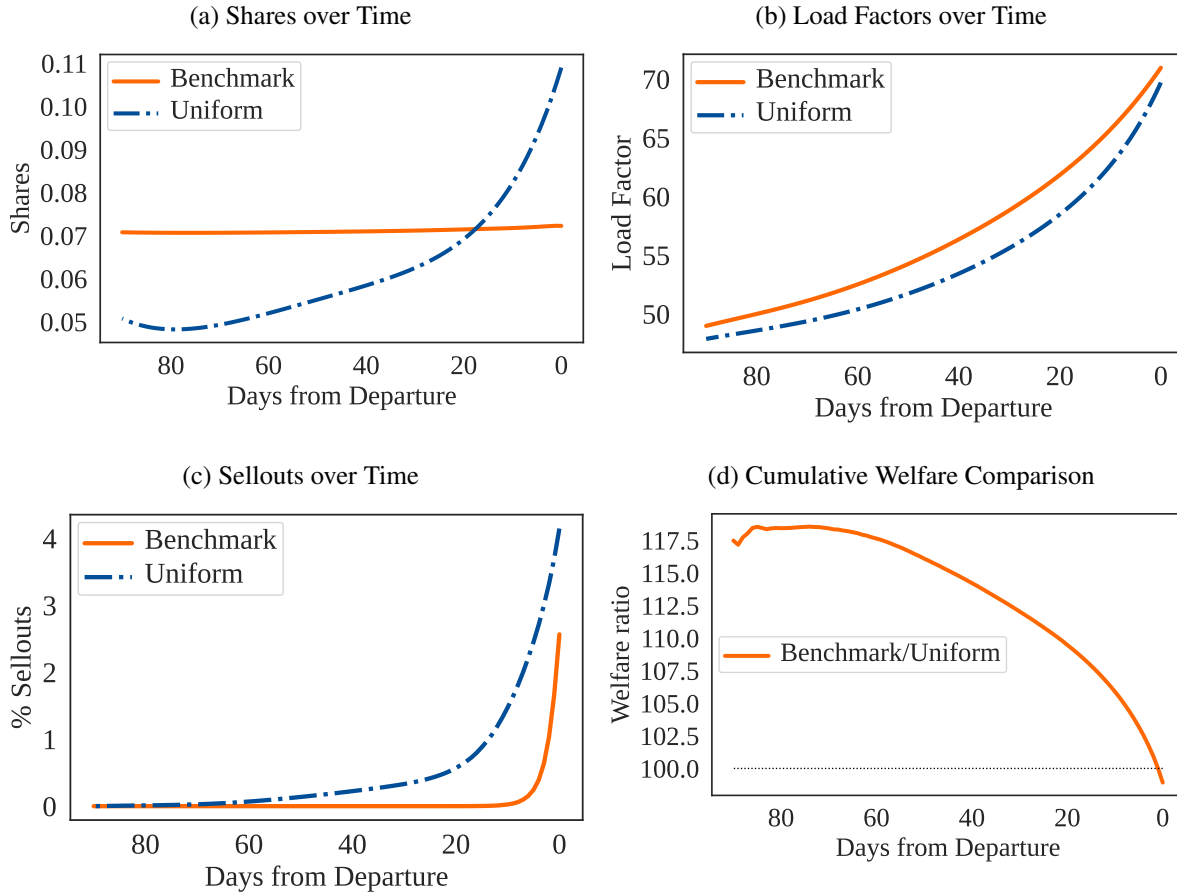 (a) Shares over Time
0.11
0.10
0.09
0.08
0.07
0.06
0.05
Shares
Benchmark
Uniform
80
60
40
20
0
Days from Departure
(b) Load Factors over Time
70
65
60
55
50
Load Factor
Benchmark
Uniform
80
60
40
20
0
Days from Departure
(c) Sellouts over Time
4
3
2
1
0
% Sellouts
Benchmark
Uniform
80
60
40
20
0
Days from Departure
(d) Cumulative Welfare Comparison
117.5
115.0
112.5
110.0
107.5
105.0
102.5
100.0
Welfare ratio
Benchmark/Uniform
80
60
40
20
0
Days from Departure